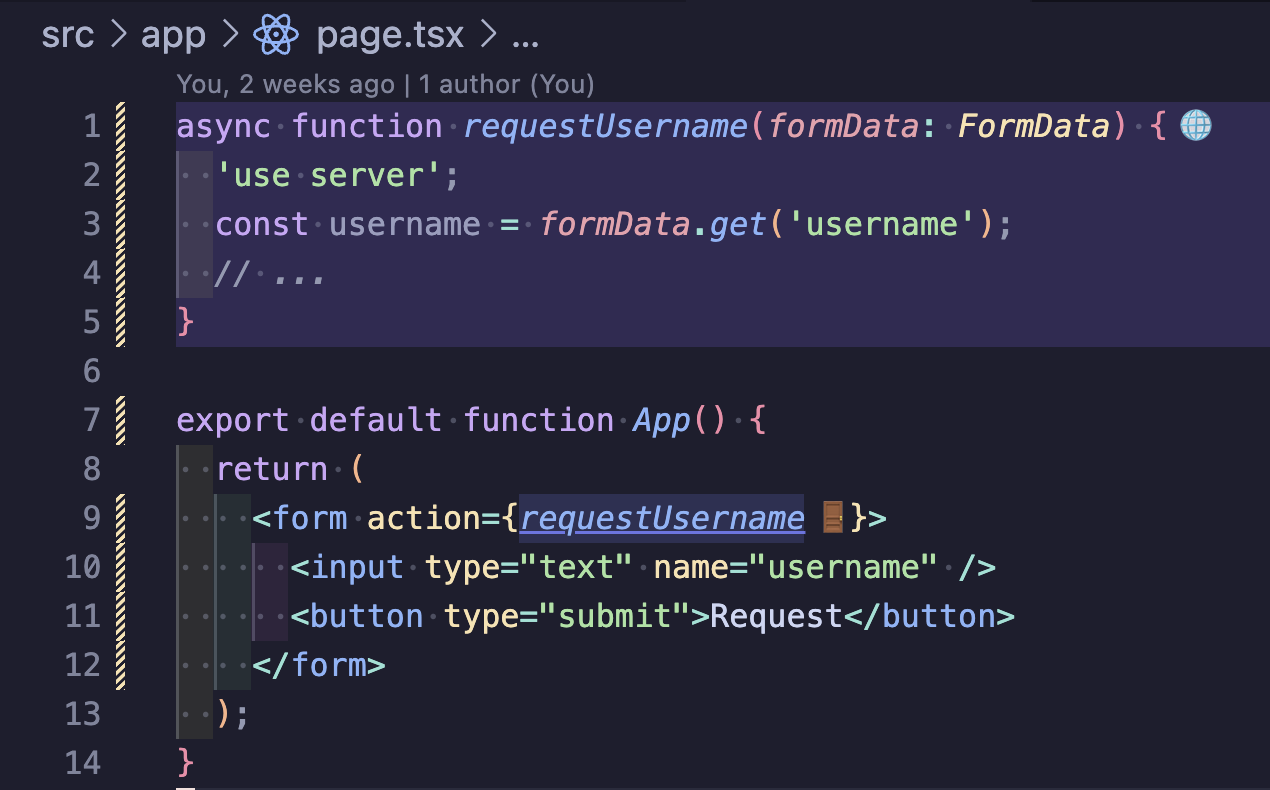 src > app > page.tsx > ...
You, 2 weeks ago | 1 author (You)
1 async function requestUsername(formData: FormData) { 🌐
2   'use server';
3   const username = formData.get('username');
4   // ...
5 }
6
7 export default function App() {
8   return (
9     <form action={requestUsername 🚪}>
10       <input type="text" name="username" />
11       <button type="submit">Request</button>
12     </form>
13   );
14 }